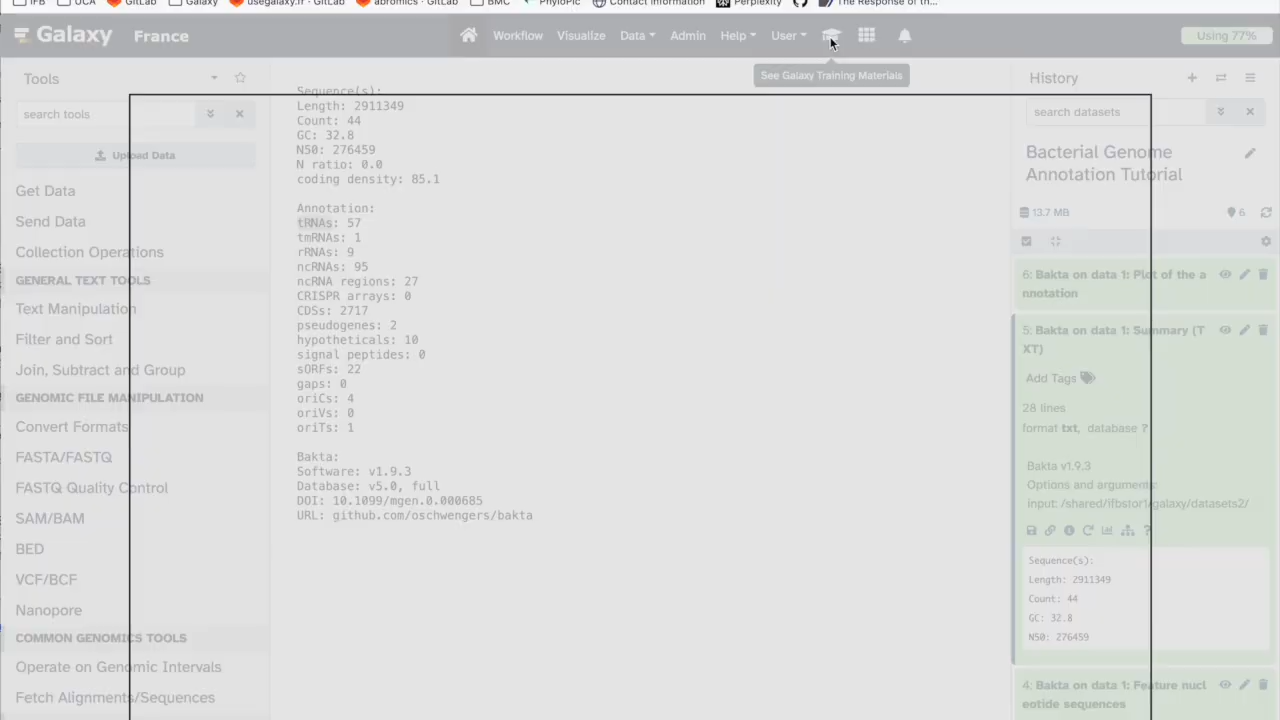 IFB
UCA
GitLab
Galaxy
usegalaxy.fr · GitLab
abromics · GitLab
BMC
PhyloPic
Contact Information
Perplexity
The Response of th...
Galaxy France
Workflow
Visualize
Data
Admin
Help
User
Using 77%
See Galaxy Training Materials
Tools
search tools
Upload Data
Get Data
Send Data
Collection Operations
GENERAL TEXT TOOLS
Text Manipulation
Filter and Sort
Join, Subtract and Group
GENOMIC FILE MANIPULATION
Convert Formats
FASTA/FASTQ
FASTQ Quality Control
SAM/BAM
BED
VCF/BCF
Nanopore
COMMON GENOMICS TOOLS
Operate on Genomic Intervals
Fetch Alignments/Sequences
Sequence(s):
Length: 2911349
Count: 44
GC: 32.8
N50: 276459
N ratio: 0.0
coding density: 85.1
Annotation:
tRNAs: 57
tmRNAs: 1
rRNAs: 9
ncRNAs: 95
ncRNA regions: 27
CRISPR arrays: 0
CDSs: 2717
pseudogenes: 2
hypotheticals: 10
signal peptides: 0
sORFs: 22
gaps: 0
oriCs: 4
oriVs: 0
oriTs: 1
Bakta:
Software: v1.9.3
Database: v5.0, full
DOI: 10.1099/mgen.0.000685
URL: github.com/oschwengers/bakta
History
search datasets
Bacterial Genome
Annotation Tutorial
13.7 MB
6
6: Bakta on data 1: Plot of the a
nnotation
5: Bakta on data 1: Summary (T
XT)
Add Tags
28 lines
format txt, database ?
Bakta v1.9.3
Options and arguments:
input: /shared/ifbstor1/galaxy/datasets2/
Sequence(s):
Length: 2911349
Count: 44
GC: 32.8
N50: 276459
4: Bakta on data 1: Feature nucl
eotide sequences